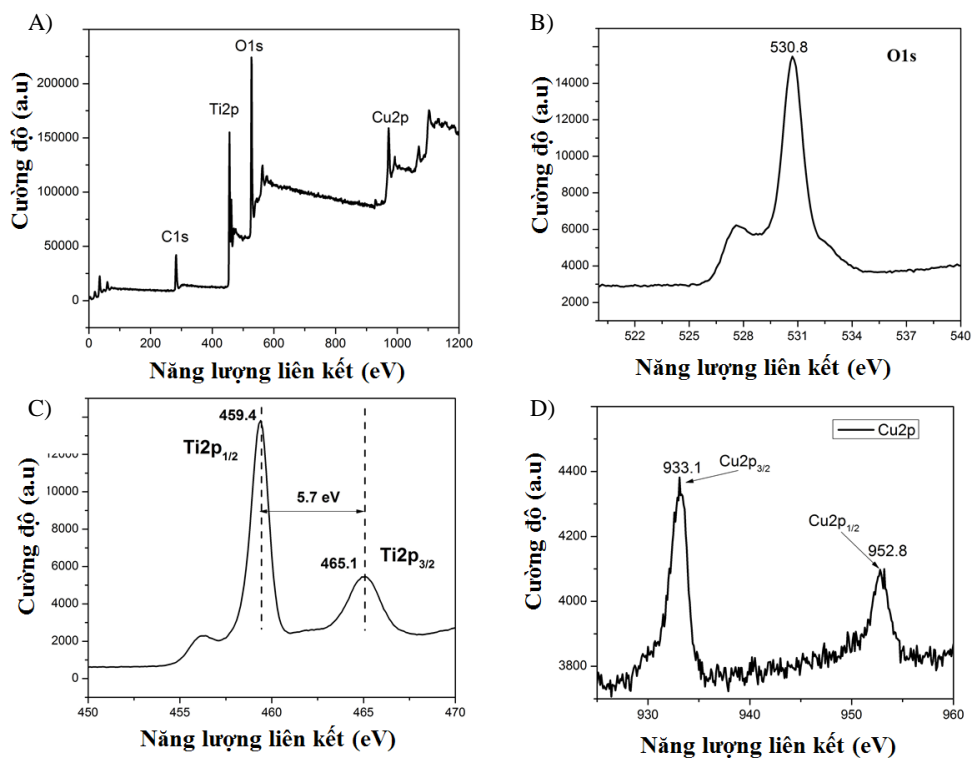 A)
O1s
Ti2p
Cu2p
C1s
200000
150000
100000
50000
0
0 200 400 600 800 1000 1200
Cường độ (a.u)
Năng lượng liên kết (eV)
B)
530.8
O1s
14000
12000
10000
8000
6000
4000
2000
522 525 528 531 534 537 540
Cường độ (a.u)
Năng lượng liên kết (eV)
C)
459.4
Ti2p1/2
5.7 eV
465.1
Ti2p3/2
12000
10000
8000
6000
4000
2000
0
450 455 460 465 470
Cường độ (a.u)
Năng lượng liên kết (eV)
D)
Cu2p
933.1
Cu2p3/2
Cu2p1/2
952.8
4400
4200
4000
3800
930 940 950 960
Cường độ (a.u)
Năng lượng liên kết (eV)